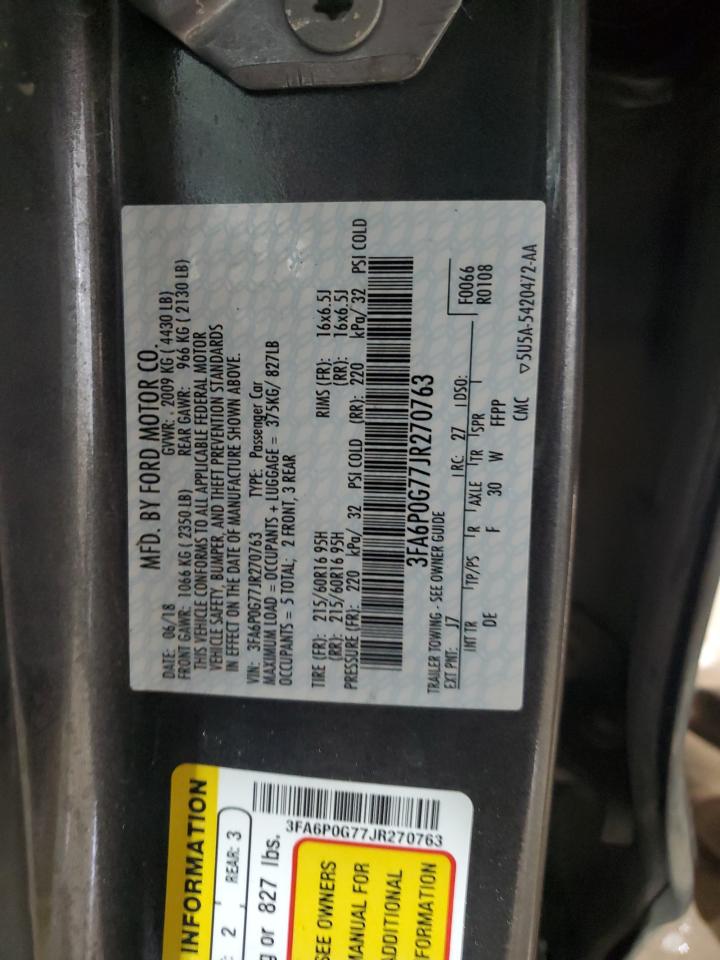 MFD. BY FORD MOTOR CO.
DATE: 06/18 GVWR: 2009 KG ( 4430 LB)
FRONT GAWR: 1066 KG ( 2350 LB) REAR GAWR: 966 KG ( 2130 LB)
THIS VEHICLE CONFORMS TO ALL APPLICABLE FEDERAL MOTOR
VEHICLE SAFETY, BUMPER, AND THEFT PREVENTION STANDARDS
IN EFFECT ON THE DATE OF MANUFACTURE SHOWN ABOVE.
VIN: 3FA6P0G77JR270763 TYPE: Passenger Car
MAXIMUM LOAD = OCCUPANTS + LUGGAGE = 375KG/ 827LB
OCCUPANTS = 5 TOTAL; 2 FRONT, 3 REAR
TIRE (FR): 215/60R16 95H RIMS (FR): 16x6.5J
(RR): 215/60R16 95H (RR): 16x6.5J
PRESSURE (FR): 220 kPa/ 32 PSI COLD (RR): 220 kPa/ 32 PSI COLD
3FA6P0G77JR270763
TRAILER TOWING - SEE OWNER GUIDE
EXT PNT: J7 RC: 27 DSO: F0066
INT TR TP/PS R AXLE TR SPR R0108
DE F 30 W FFPP
CMC ▽5U5A-5420472-AA
INFORMATION
2 REAR: 3
or 827 lbs.
3FA6P0G77JR270763
SEE OWNERS
MANUAL FOR
ADDITIONAL